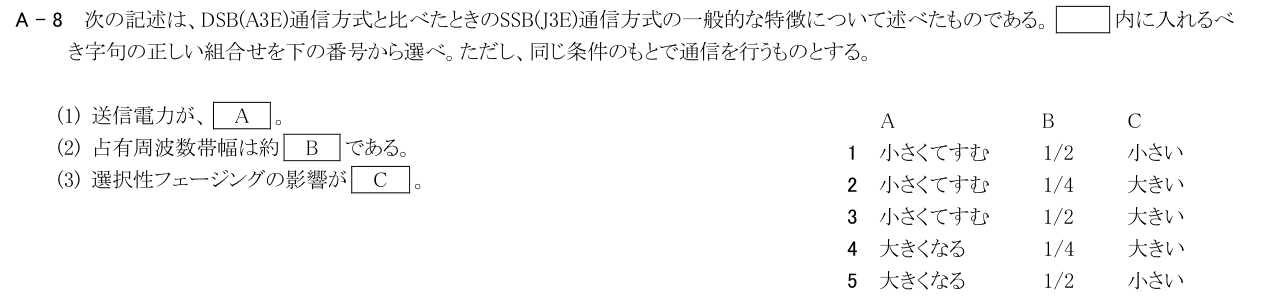 A － 8　次の記述は、DSB(A3E)通信方式と比べたときのSSB(J3E)通信方式の一般的な特徴について述べたものである。　　　内に入れるべ
き字句の正しい組合せを下の番号から選べ。ただし、同じ条件のもとで通信を行うものとする。
(1) 送信電力が、 A 。
(2) 占有周波数帯幅は約 B である。
(3) 選択性フェージングの影響が C 。
A B C
1 小さくてすむ 1/2 小さい
2 小さくてすむ 1/4 大きい
3 小さくてすむ 1/2 大きい
4 大きくなる 1/4 大きい
5 大きくなる 1/2 小さい